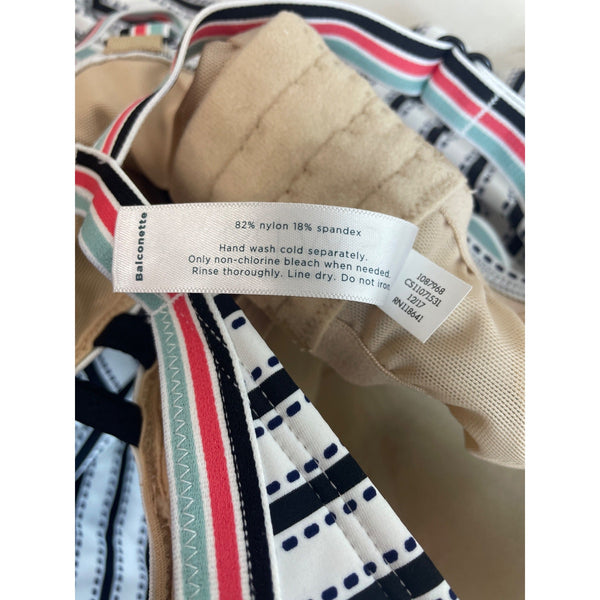 Balconette
82% nylon 18% spandex
Hand wash cold separately.
Only non-chlorine bleach when needed.
Rinse thoroughly. Line dry. Do not iron
1087968
CS11071531
12/17
RN118641